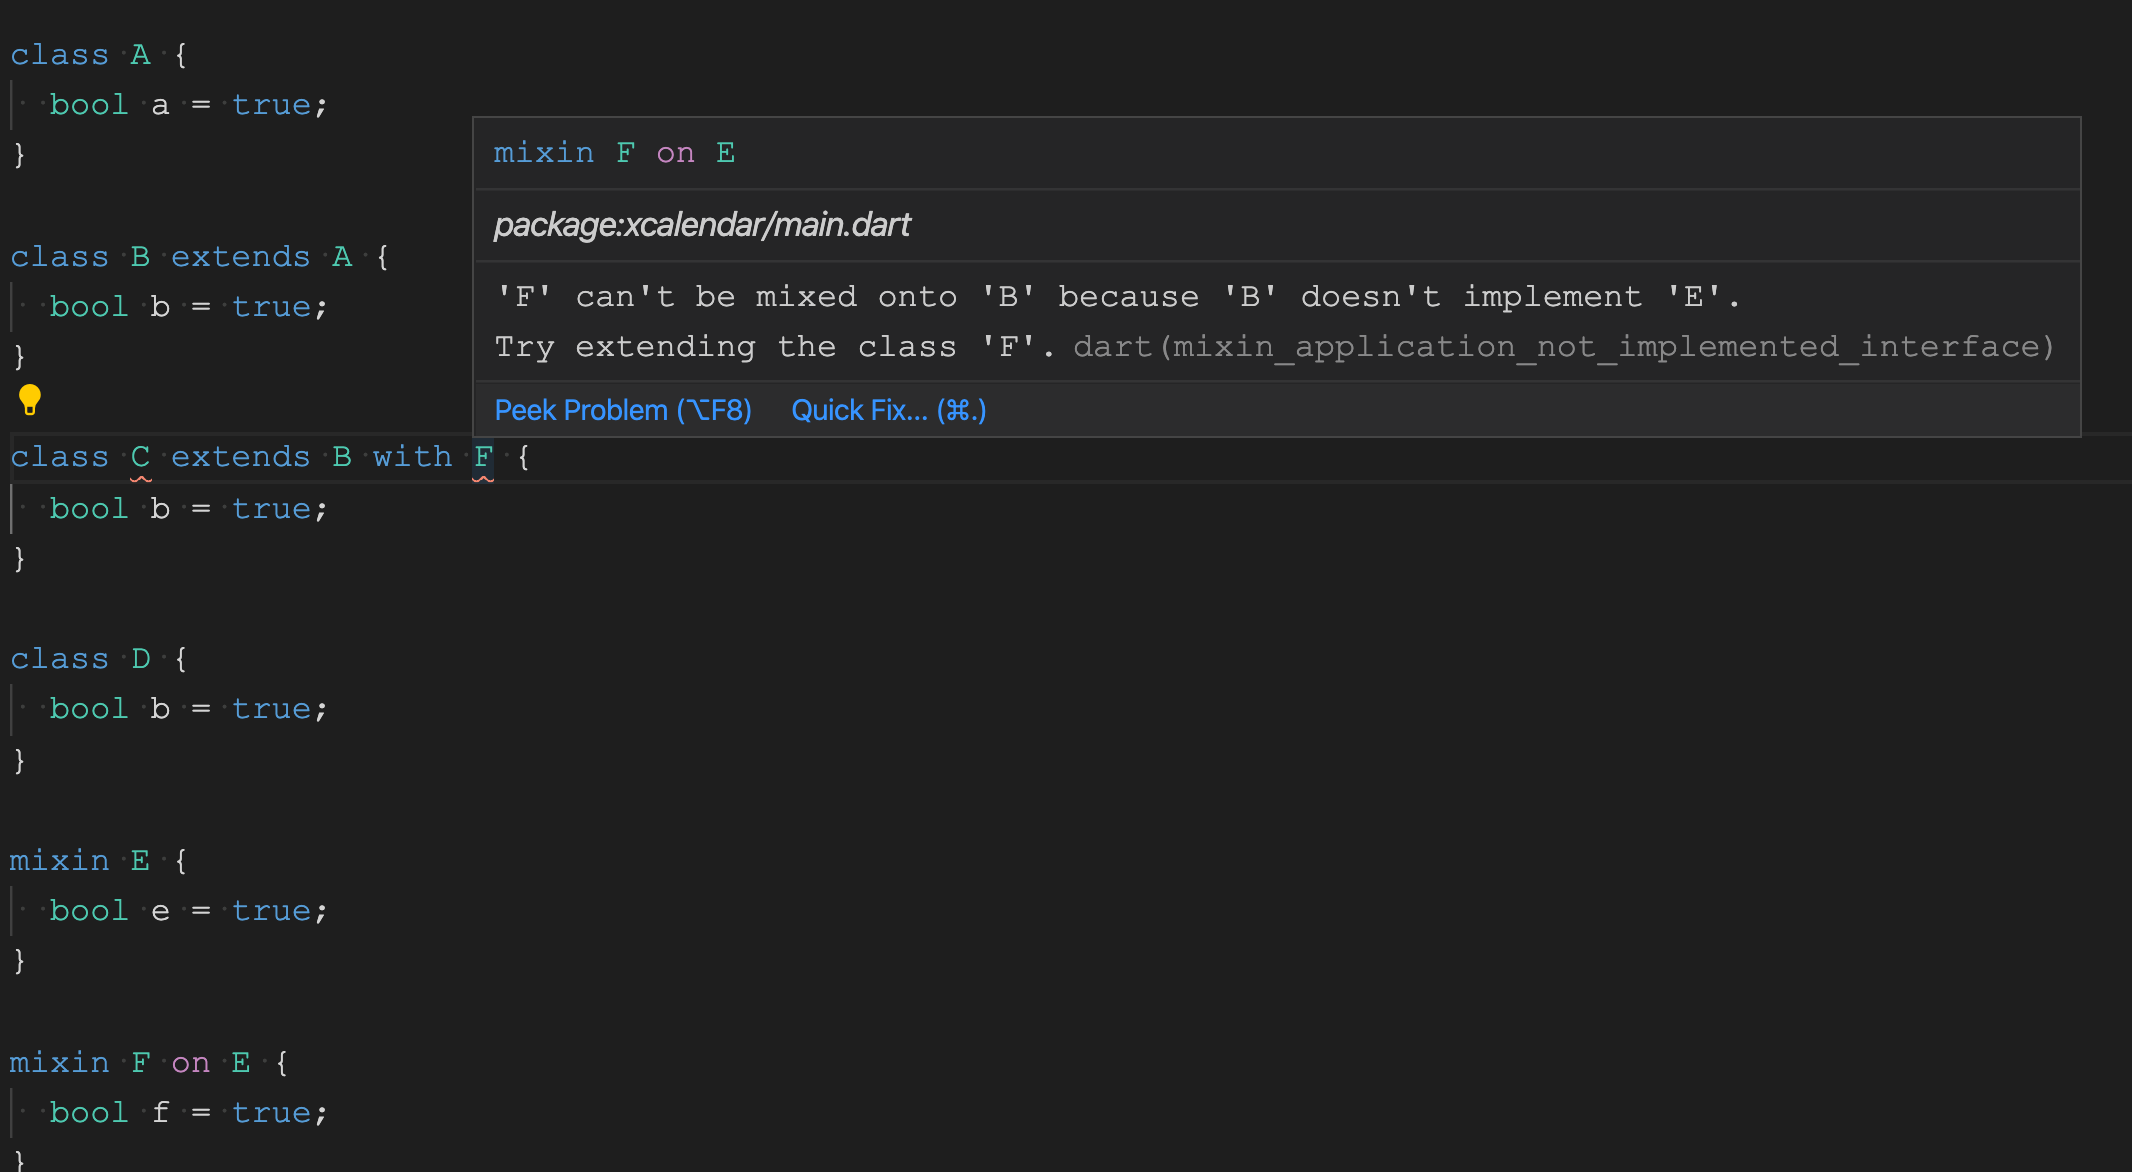 class A {
  bool a = true;
}
class B extends A {
  bool b = true;
}
mixin F on E
package:xcalendar/main.dart
'F' can't be mixed onto 'B' because 'B' doesn't implement 'E'.
Try extending the class 'F'. dart(mixin_application_not_implemented_interface)
Peek Problem (⌥F8) Quick Fix... (⌘.)
class C extends B with F {
  bool b = true;
}
class D {
  bool b = true;
}
mixin E {
  bool e = true;
}
mixin F on E {
  bool f = true;
}